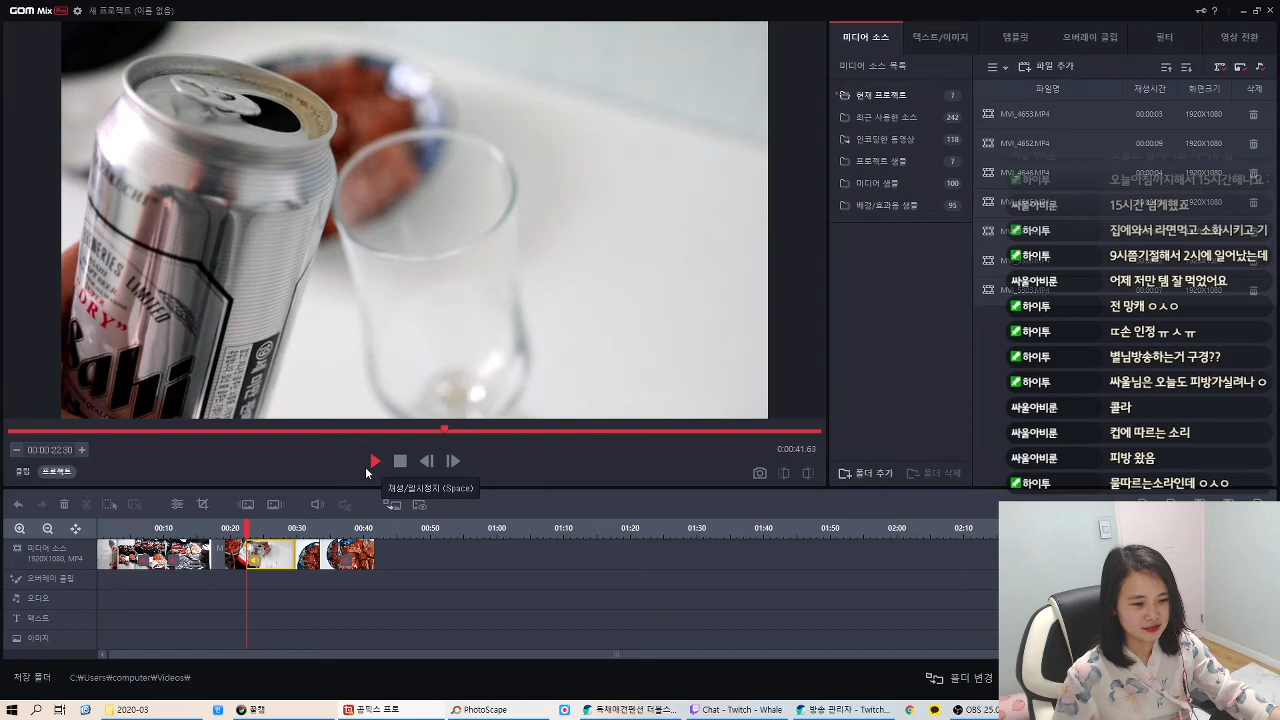 GOM Mix Pro 새 프로젝트 (이름 없음)
미디어 소스 텍스트/이미지 템플릿 오버레이 클립 필터 영상 전환
미디어 소스 목록 파일 추가
파일명 재생시간 화면크기 삭제
현재 프로젝트 7
최근 사용한 소스 242
인코딩한 동영상 118
프로젝트 샘플 7
미디어 샘플 100
배경/효과음 샘플 95
MVI_4653.MP4 00:00:03 1920X1080
MVI_4652.MP4 00:00:09 1920X1080
하이투 오늘아침까지해서 15시간해나요
싸울아비룬 15시간 넘게했죠
하이투 집에와서 라면먹고 소화시키고 기
하이투 9시쯤기절해서 2시에 일어났는데
싸울아비룬 어제 저만 템 잘 먹었어요
하이투 전 망캐 ㅇㅅㅇ
하이투 ㄸ손 인정 ㅠㅅㅠ
하이투 별님방송하는거 구경??
하이투 싸울님은 오늘도 피방가실려나 ㅇ
싸울아비룬 콜라
싸울아비룬 컵에 따르는 소리
싸울아비룬 피방 왔음
하이투 물따르는소리인데 ㅇㅅㅇ
LIMITED
DRY"
ahi
00:00:22.30
00:00:41.63
클립 프로젝트
재생/일시정지 (Space)
폴더 추가 폴더 삭제
00:10 00:20 00:30 00:40 00:50 01:00 01:10 01:20 01:30 01:40 01:50 02:00 02:10
미디어 소스
1920X1080, MP4
오버레이 클립
오디오
텍스트
이미지
저장 폴더 C:₩Users₩computer₩Videos₩
폴더 변경
2020-03 꿀캠 곰믹스 프로 PhotoScape Chat - Twitch - Whale 방송 관리자 - Twitch... OBS 25.0